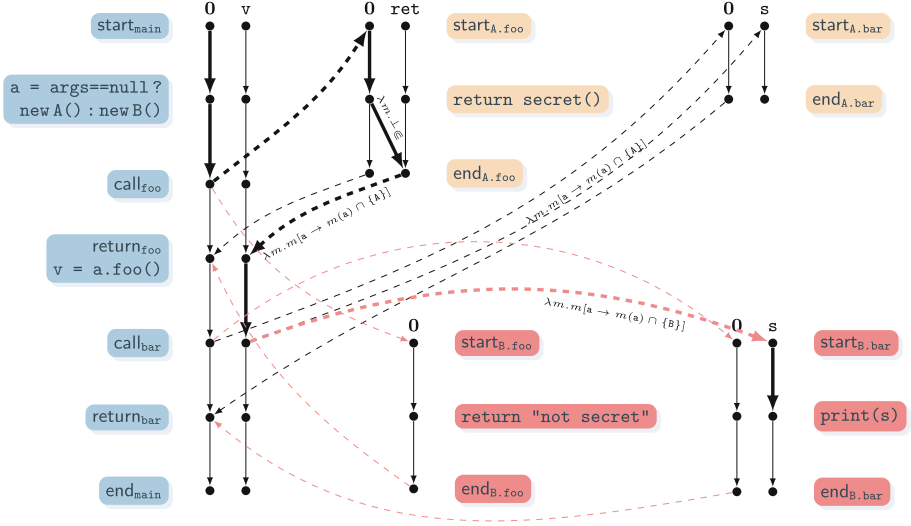 0 v 0 ret 0 s
start_main start_A.foo start_A.bar
a = args==null?
new A() : new B()
return secret() end_A.bar
λm.⊥⋒
call_foo end_A.foo
λm.m[a → m(a) ∩ {A}]
λm.m[a → m(a) ∩ {A}]
return_foo
v = a.foo()
λm.m[a → m(a) ∩ {B}]
0 0 s
call_bar start_B.foo start_B.bar
return_bar return "not secret" print(s)
end_main end_B.foo end_B.bar